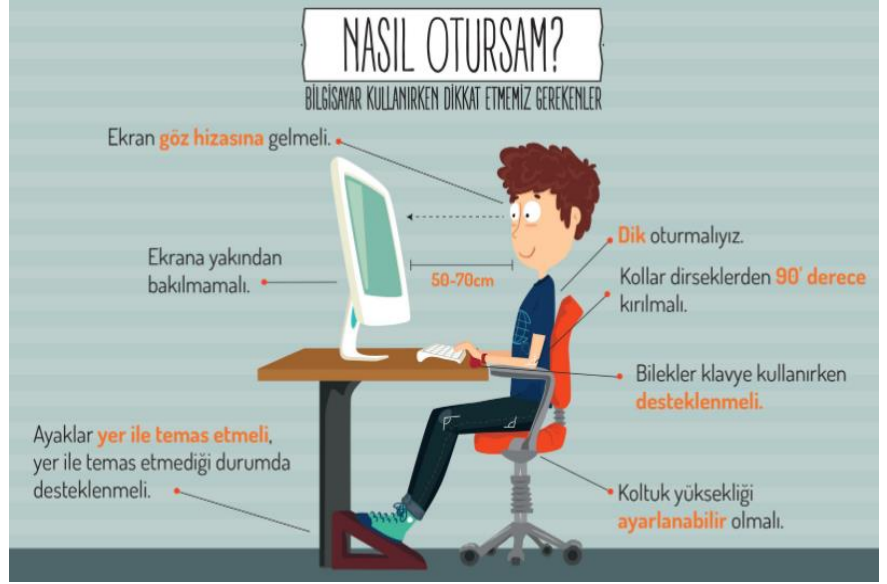 NASIL OTURSAM?
BİLGİSAYAR KULLANIRKEN DİKKAT ETMEMİZ GEREKENLER
Ekran göz hizasına gelmeli.
Ekrana yakından
bakılmamalı.
50-70cm
Dik oturmalıyız.
Kollar dirseklerden 90' derece
kırılmalı.
Bilekler klavye kullanırken
desteklenmeli.
Ayaklar yer ile temas etmeli,
yer ile temas etmediği durumda
desteklenmeli.
Koltuk yüksekliği
ayarlanabilir olmalı.